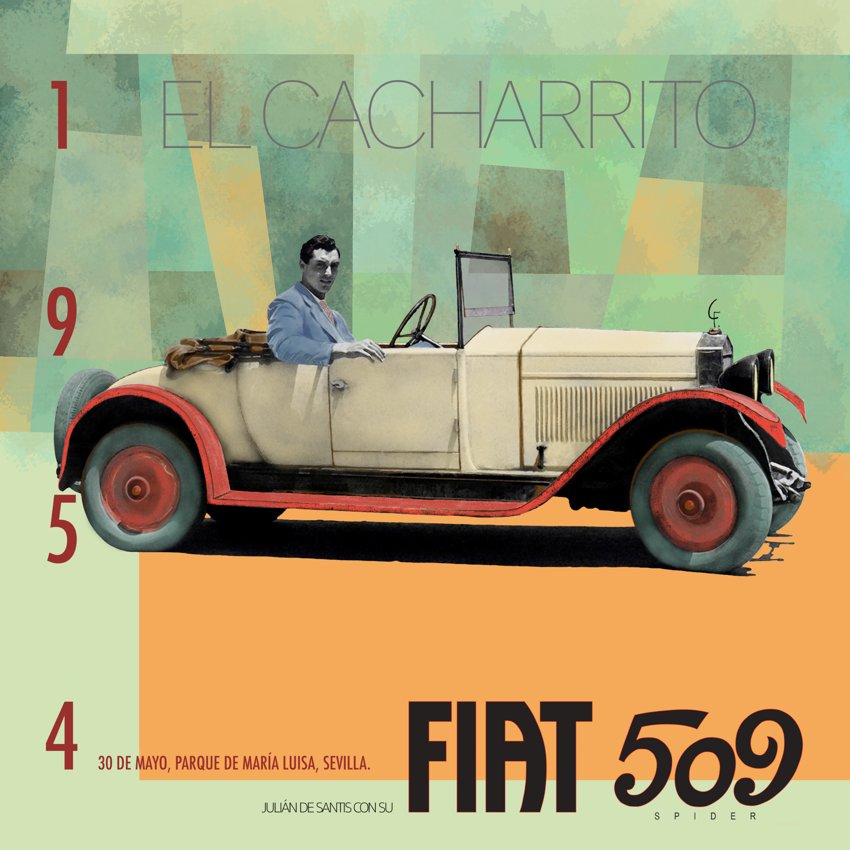 EL CACHARRITO
1
9
5
4
30 DE MAYO, PARQUE DE MARÍA LUISA, SEVILLA.
JULIÁN DE SANTIS CON SU
FIAT 509
SPIDER